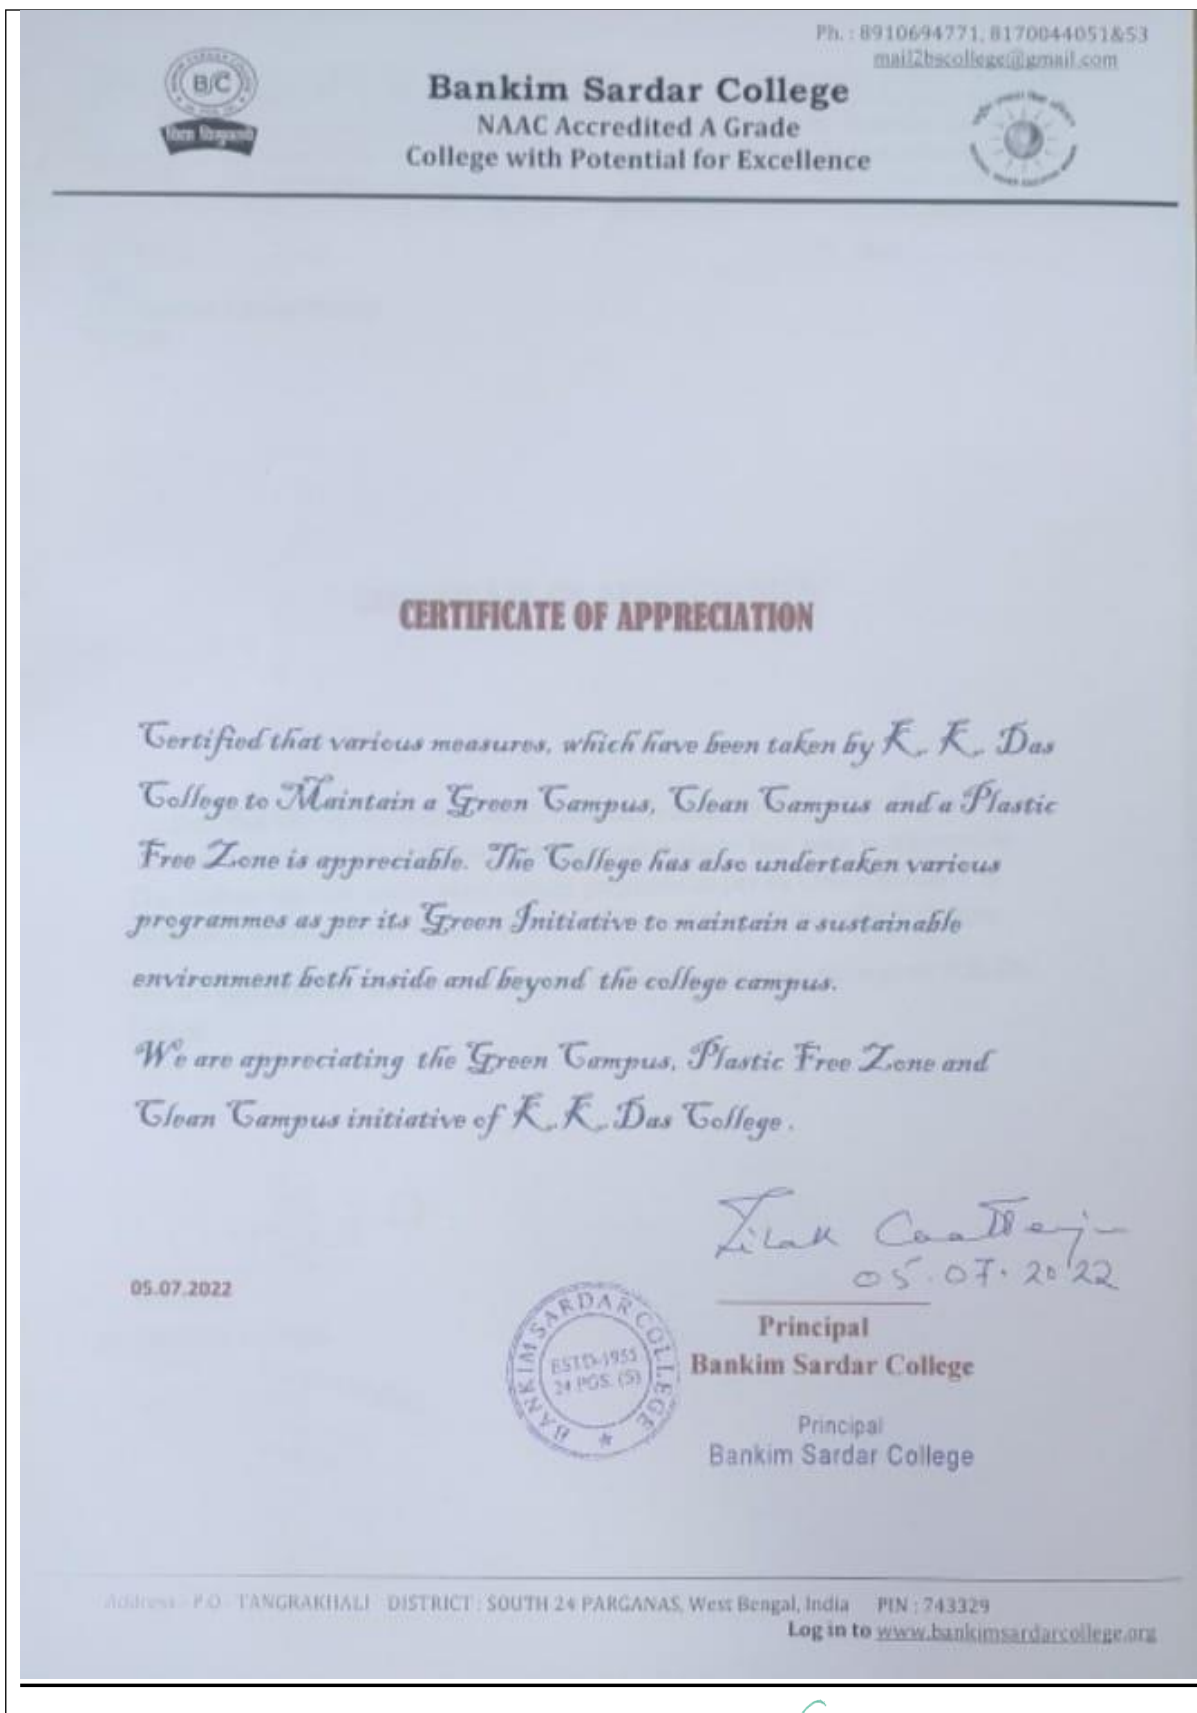 Ph. : 8910694771, 8170044051&53
mail2bscollege@gmail.com
BSC
Bankim Sardar College
NAAC Accredited A Grade
College with Potential for Excellence
CERTIFICATE OF APPRECIATION
Certified that various measures, which have been taken by K. K. Das
College to Maintain a Green Campus, Clean Campus and a Plastic
Free Zone is appreciable. The College has also undertaken various
programmes as per its Green Initiative to maintain a sustainable
environment both inside and beyond the college campus.
We are appreciating the Green Campus, Plastic Free Zone and
Clean Campus initiative of K. K. Das College .
Tilak Chatterjee
05.07.2022
05.07.2022
BANKIM SARDAR COLLEGE
ESTD-1955
24 PGS. (S)
Principal
Bankim Sardar College
Principal
Bankim Sardar College
Address : P.O - TANGRAKHALI DISTRICT : SOUTH 24 PARGANAS, West Bengal, India PIN : 743329
Log in to www.bankimsardarcollege.org